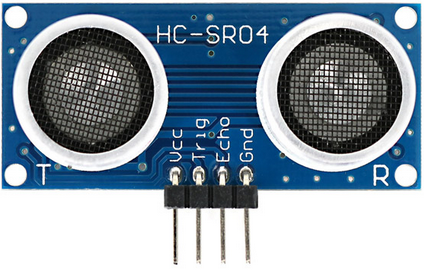 HC-SR04
Vcc
Trig
Echo
Gnd
T
R